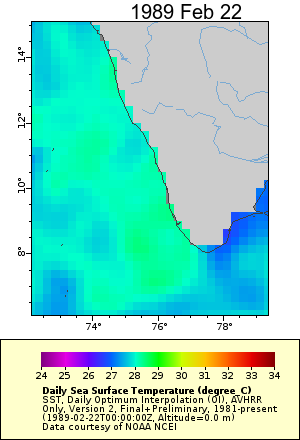 1989 Feb 22
14°
12°
10°
8°
74° 76° 78°
24 25 26 27 28 29 30 31 32 33 34
Daily Sea Surface Temperature (degree_C)
SST, Daily Optimum Interpolation (OI), AVHRR
Only, Version 2, Final+Preliminary, 1981-present
(1989-02-22T00:00:00Z, Altitude=0.0 m)
Data courtesy of NOAA NCEI